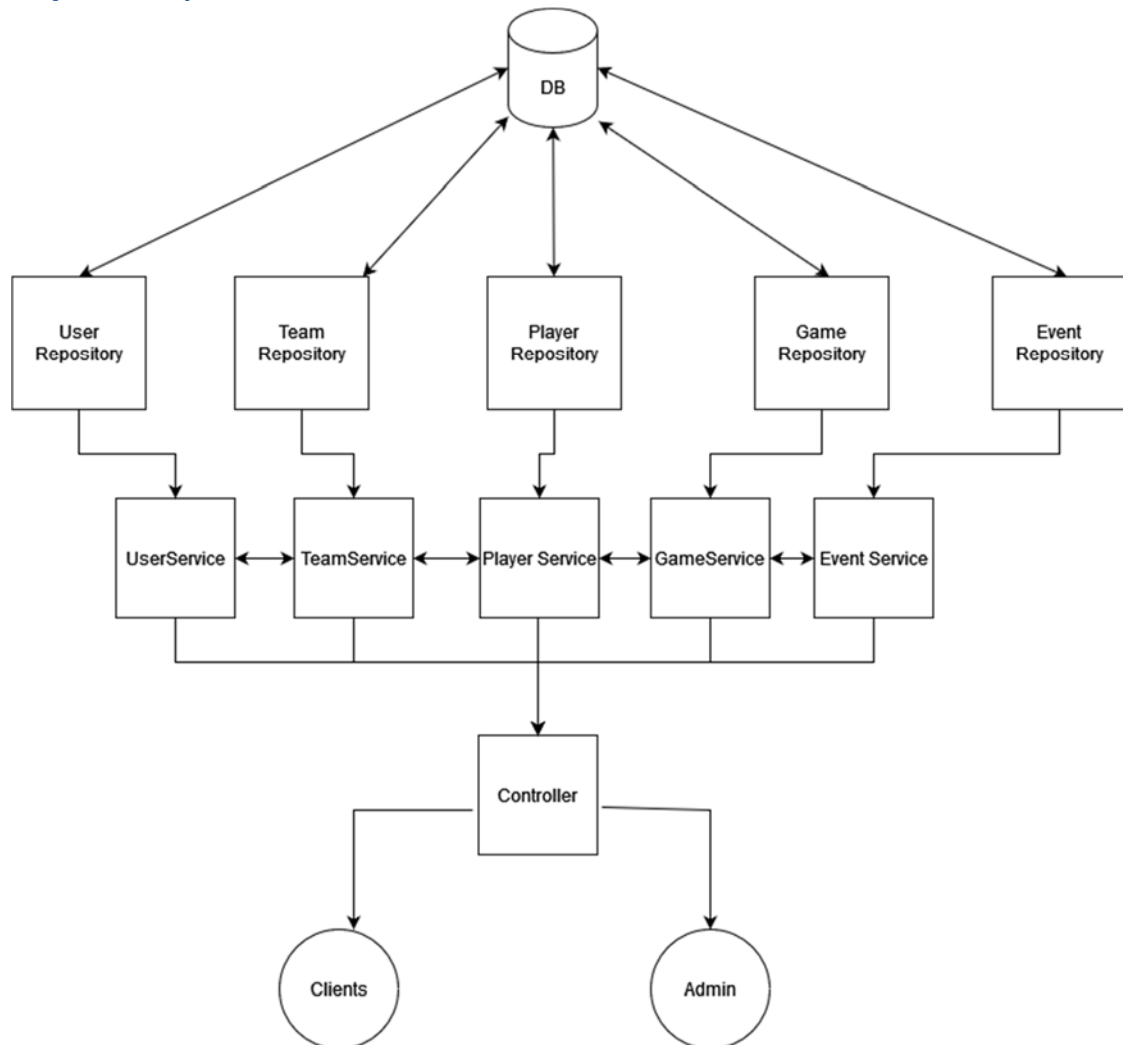 DB
User
Repository
Team
Repository
Player
Repository
Game
Repository
Event
Repository
UserService
TeamService
Player Service
GameService
Event Service
Controller
Clients
Admin